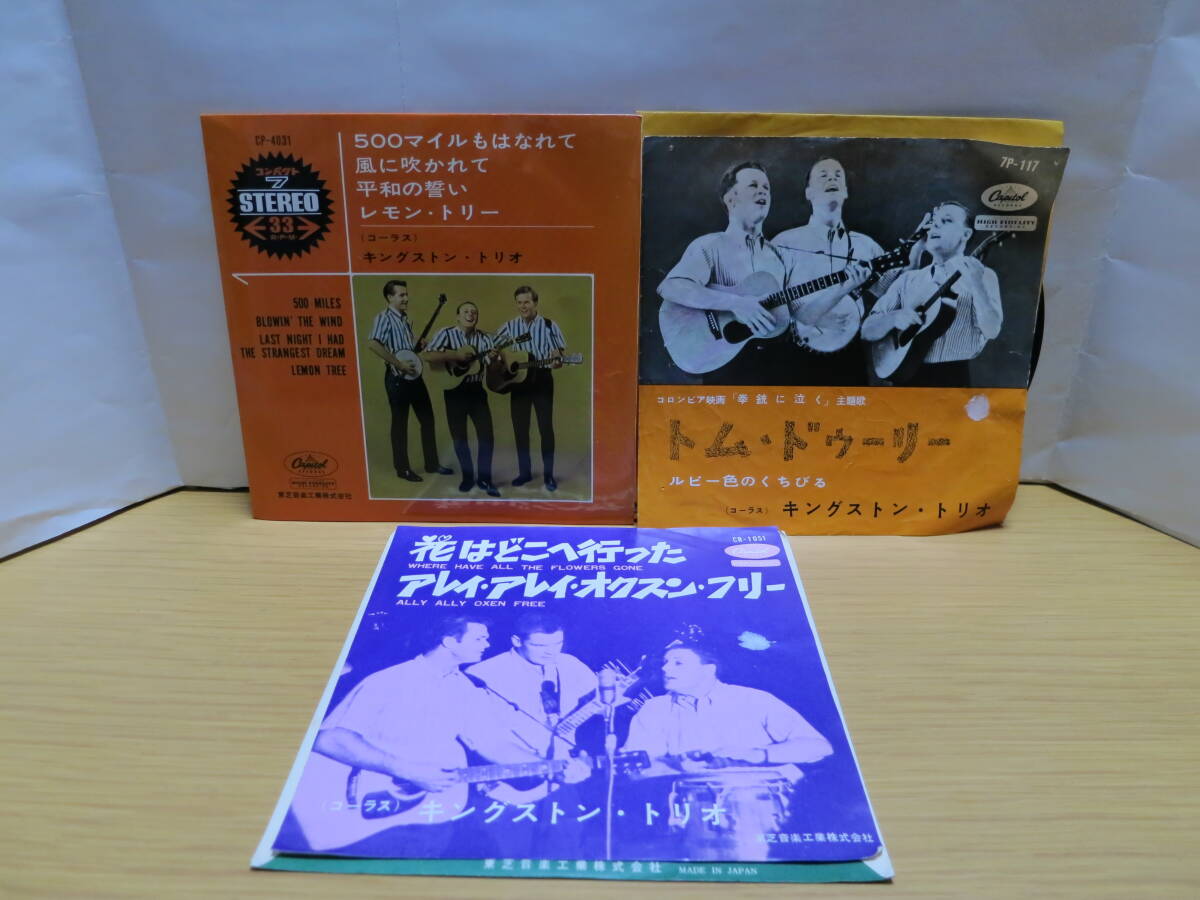 CP-4031
コンパクト
7
STEREO
33
R・P・M
500マイルもはなれて
風に吹かれて
平和の誓い
レモン・トリー
(コーラス)
キングストン・トリオ
500 MILES
BLOWIN' THE WIND
LAST NIGHT I HAD
THE STRANGEST DREAM
LEMON TREE
Capitol
HIGH FIDELITY
東芝音楽工業株式会社
7P-117
Capitol
RECORDS
HIGH FIDELITY
RECORDING
コロンビア映画「拳銃に泣く」主題歌
トム・ドゥーリー
ルビー色のくちびる
(コーラス) キングストン・トリオ
花はどこへ行った
CR-1051
WHERE HAVE ALL THE FLOWERS GONE
アレイ・アレイ・オクスン・フリー
ALLY ALLY OXEN FREE
(コーラス) キングストン・トリオ
東芝音楽工業株式会社
東芝音楽工業株式会社 MADE IN JAPAN